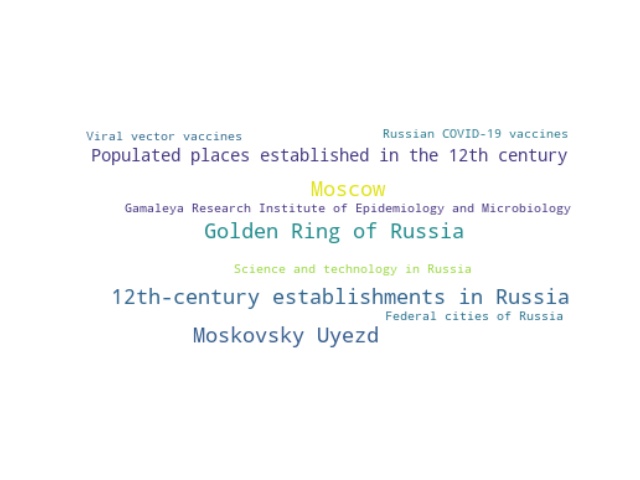 Viral vector vaccines
Russian COVID-19 vaccines
Populated places established in the 12th century
Moscow
Gamaleya Research Institute of Epidemiology and Microbiology
Golden Ring of Russia
Science and technology in Russia
12th-century establishments in Russia
Federal cities of Russia
Moskovsky Uyezd